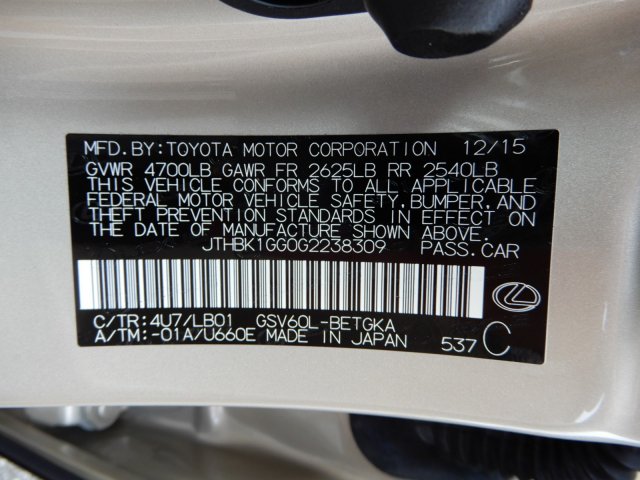 MFD. BY: TOYOTA MOTOR CORPORATION 12/15
GVWR 4700LB GAWR FR 2625LB RR 2540LB
THIS VEHICLE CONFORMS TO ALL APPLICABLE
FEDERAL MOTOR VEHICLE SAFETY, BUMPER, AND
THEFT PREVENTION STANDARDS IN EFFECT ON
THE DATE OF MANUFACTURE SHOWN ABOVE.
JTHBK1GG0G2238309 PASS. CAR
C/TR: 4U7/LB01 GSV60L-BETGKA
A/TM: -01A/U660E MADE IN JAPAN 537 C